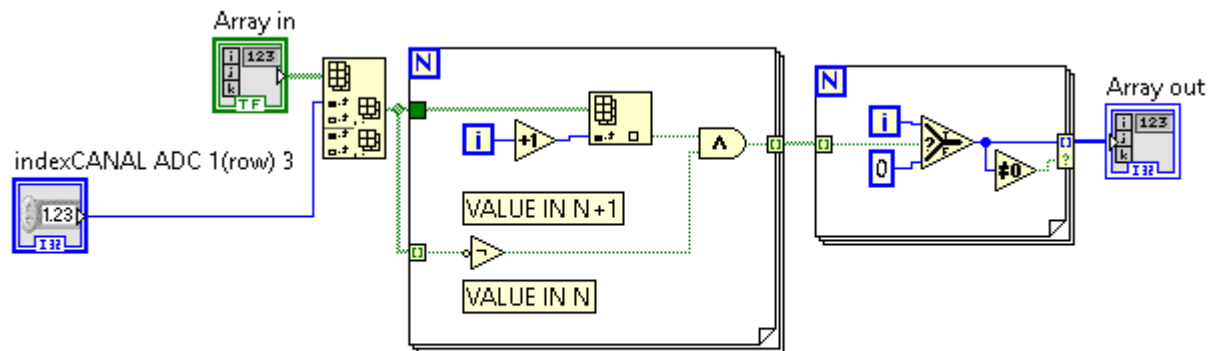 Array in
i
j
k
123
TF
indexCANAL ADC 1(row) 3
1.23
I32
N
i
+1
VALUE IN N+1
VALUE IN N
N
i
?
T
F
0
≠0
?
Array out
i
j
k
123
I32